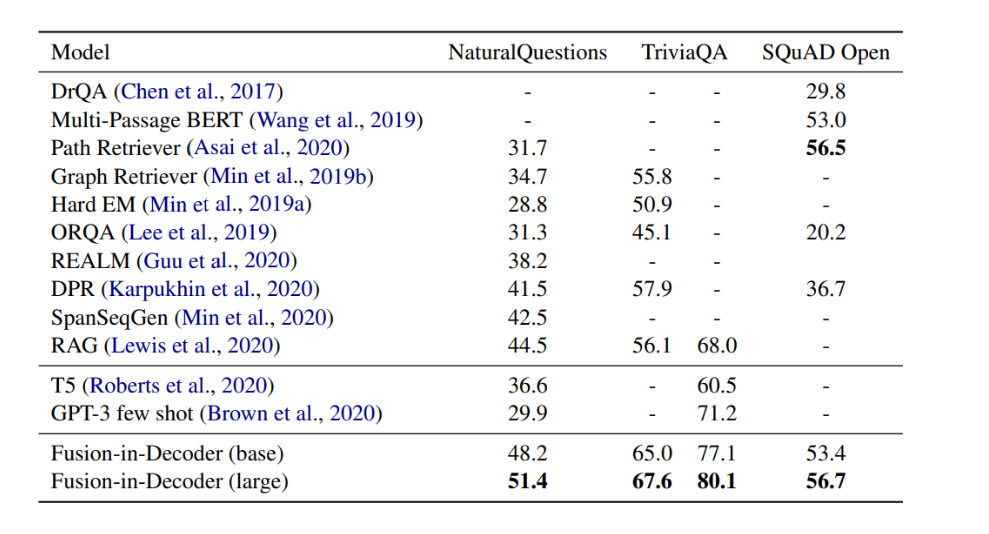 Model NaturalQuestions TriviaQA SQuAD Open
DrQA (Chen et al., 2017) - - - 29.8
Multi-Passage BERT (Wang et al., 2019) - - - 53.0
Path Retriever (Asai et al., 2020) 31.7 - - 56.5
Graph Retriever (Min et al., 2019b) 34.7 55.8 - -
Hard EM (Min et al., 2019a) 28.8 50.9 - -
ORQA (Lee et al., 2019) 31.3 45.1 - 20.2
REALM (Guu et al., 2020) 38.2 - -
DPR (Karpukhin et al., 2020) 41.5 57.9 - 36.7
SpanSeqGen (Min et al., 2020) 42.5 - - -
RAG (Lewis et al., 2020) 44.5 56.1 68.0 -
T5 (Roberts et al., 2020) 36.6 - 60.5 -
GPT-3 few shot (Brown et al., 2020) 29.9 - 71.2 -
Fusion-in-Decoder (base) 48.2 65.0 77.1 53.4
Fusion-in-Decoder (large) 51.4 67.6 80.1 56.7